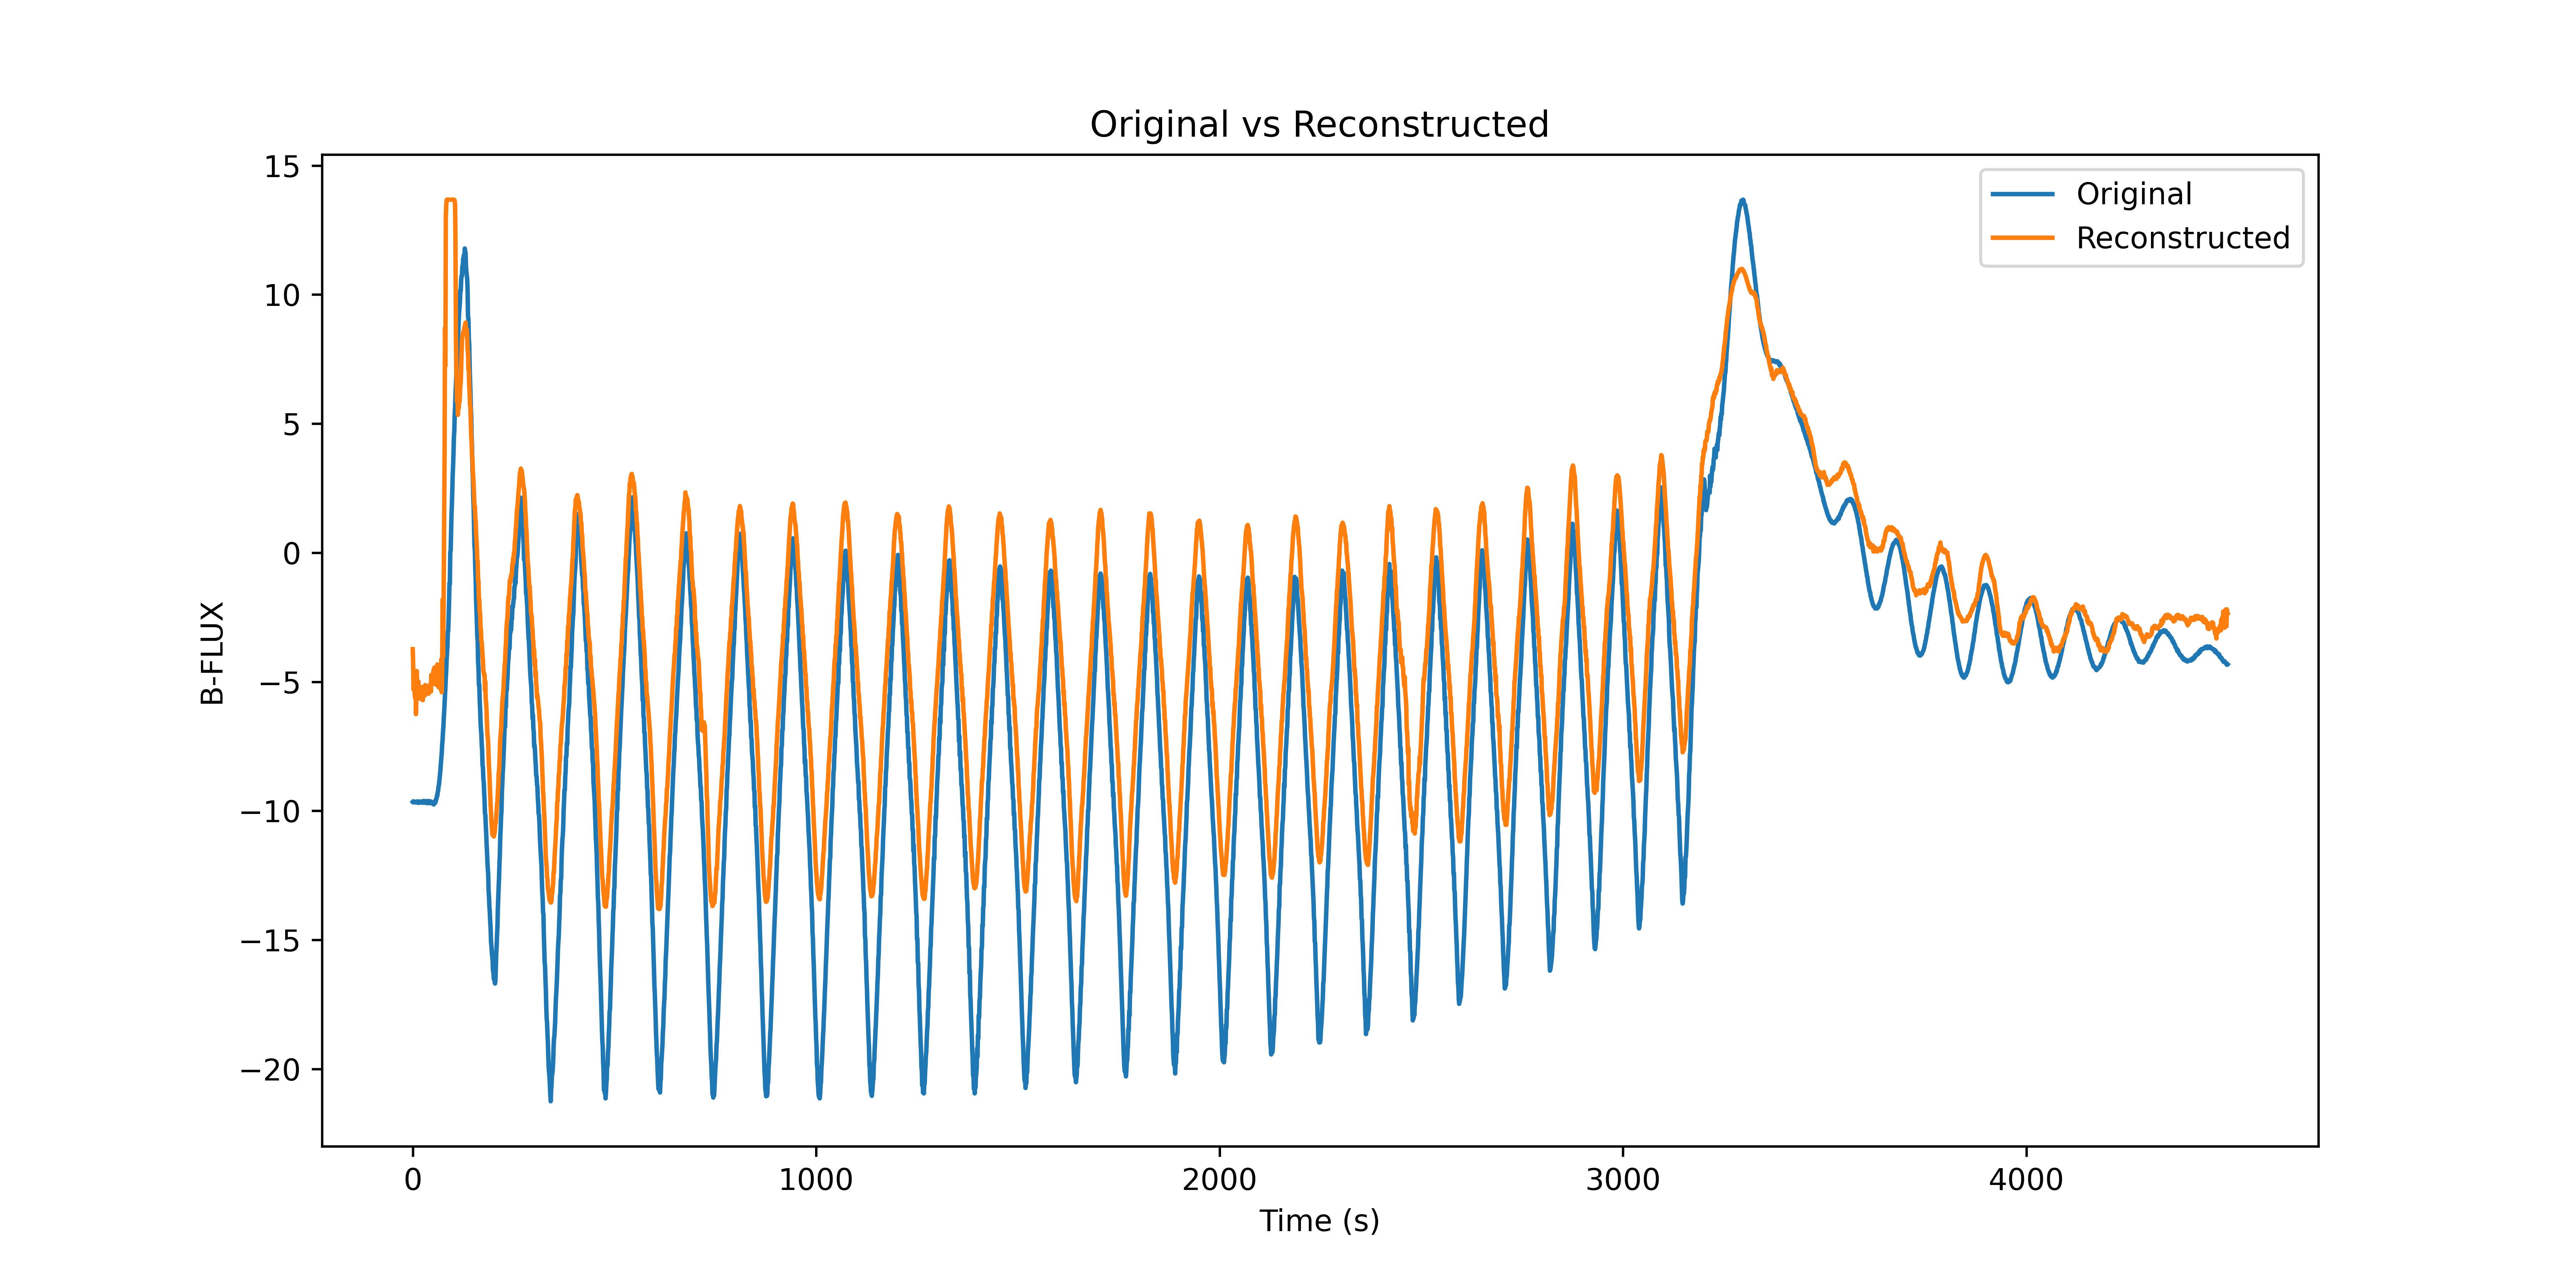 Original vs Reconstructed
15
10
5
0
−5
−10
−15
−20
B-FLUX
0
1000
2000
3000
4000
Time (s)
Original
Reconstructed